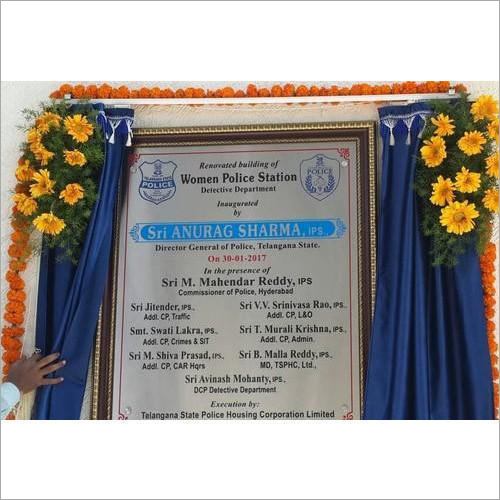 TELANGANA STATE
POLICE
POLICE
Renovated building of
Women Police Station
Detective Department
Inaugurated
by
Sri ANURAG SHARMA, IPS.
Director General of Police, Telangana State.
On 30-01-2017
In the presence of
Sri M. Mahendar Reddy, IPS
Commissioner of Police, Hyderabad
Sri Jitender, IPS.,
Addl. CP, Traffic
Sri V.V. Srinivasa Rao, IPS.,
Addl. CP, L&O
Smt. Swati Lakra, IPS.,
Addl. CP, Crimes & SIT
Sri T. Murali Krishna, IPS.,
Addl. CP, Admin.
Sri M. Shiva Prasad, IPS.,
Addl. CP, CAR Hqrs
Sri B. Malla Reddy, IPS.,
MD, TSPHC, Ltd.,
Sri Avinash Mohanty, IPS.,
DCP Detective Department
Execution by:
Telangana State Police Housing Corporation Limited